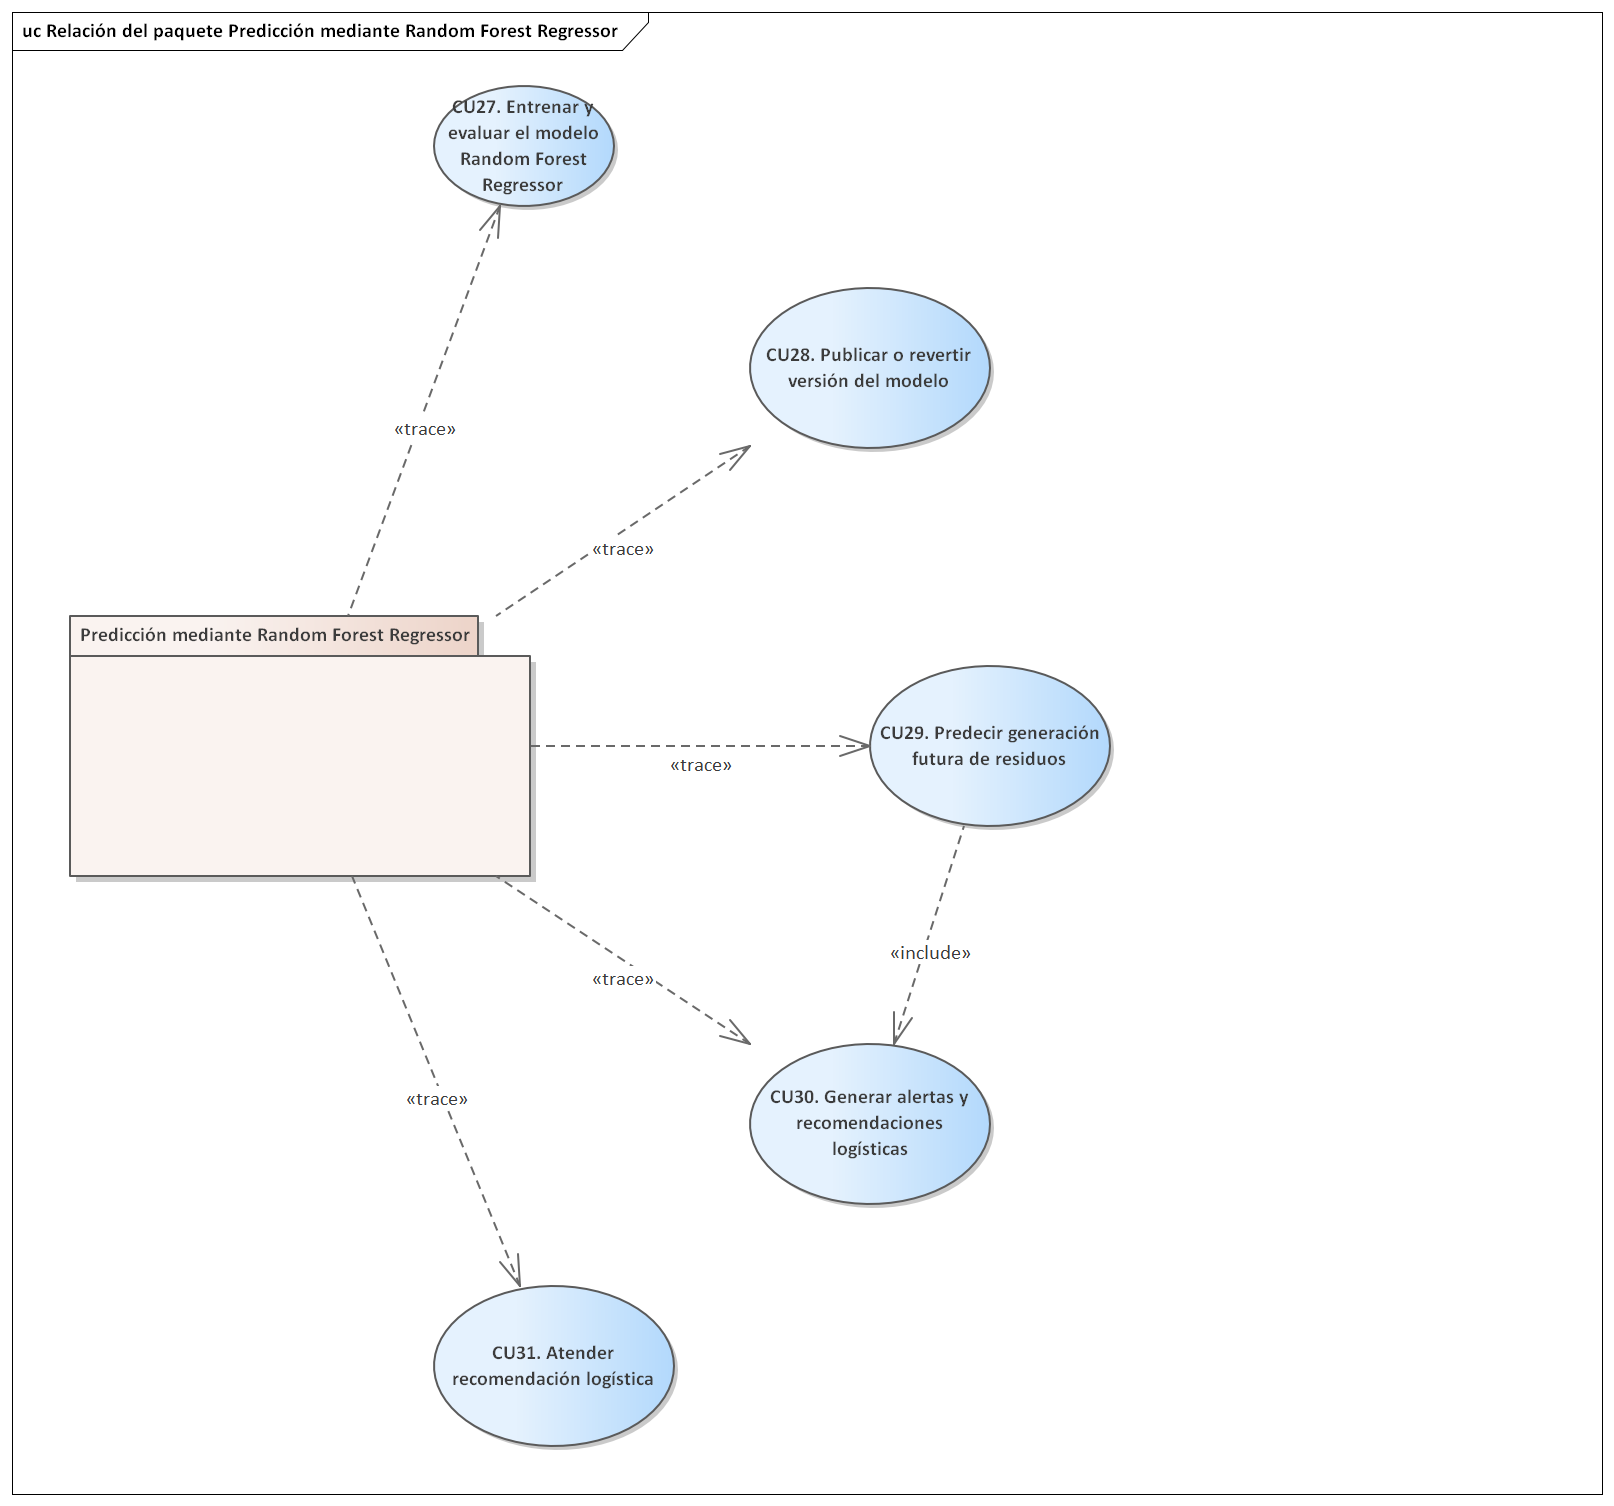 uc Relación del paquete Predicción mediante Random Forest Regressor
CU27. Entrenar y
evaluar el modelo
Random Forest
Regressor
CU28. Publicar o revertir
versión del modelo
«trace»
«trace»
Predicción mediante Random Forest Regressor
CU29. Predecir generación
futura de residuos
«trace»
«include»
«trace»
CU30. Generar alertas y
recomendaciones
logísticas
«trace»
CU31. Atender
recomendación logística